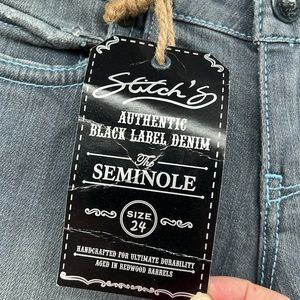 Stitch's
AUTHENTIC
BLACK LABEL DENIM
The
SEMINOLE
SIZE
24
HANDCRAFTED FOR ULTIMATE DURABILITY
AGED IN REDWOOD BARRELS